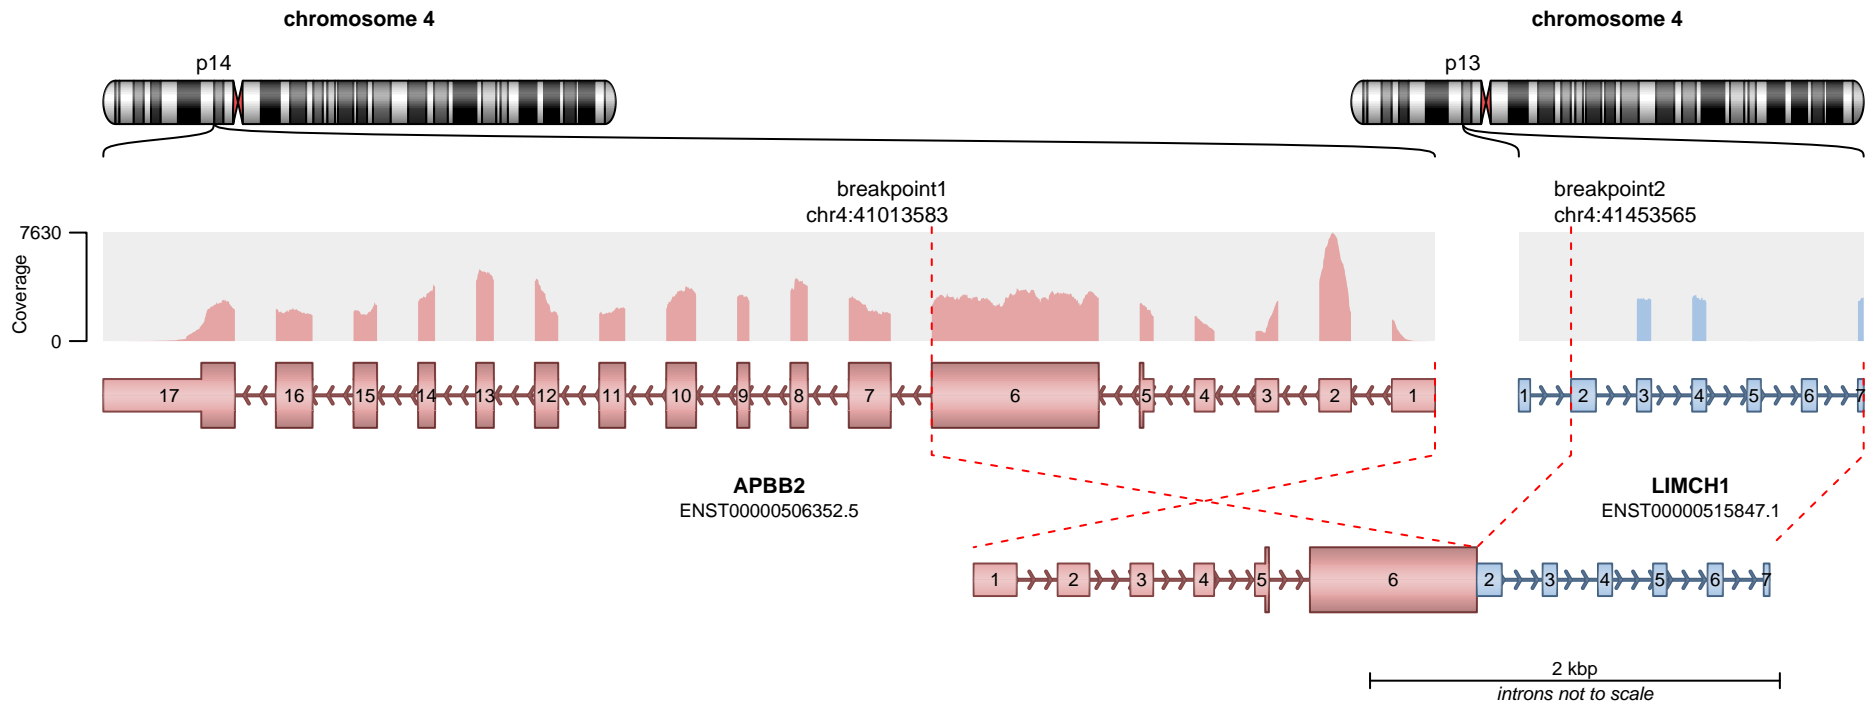 chromosome 4
chromosome 4
p14
p13
breakpoint1
chr4:41013583
breakpoint2
chr4:41453565
7630
0
Coverage
17 16 15 14 13 12 11 10 9 8 7 6 5 4 3 2 1
1 2 3 4 5 6 7
APBB2
ENST00000506352.5
LIMCH1
ENST00000515847.1
1 2 3 4 5 6 2 3 4 5 6 7
2 kbp
introns not to scale